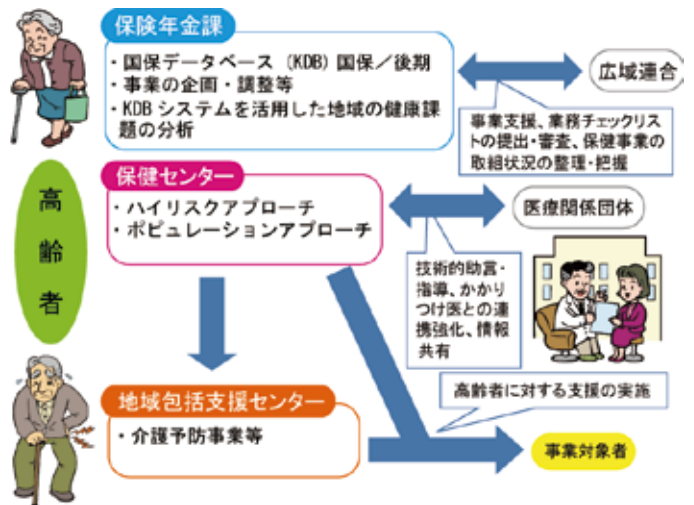 保険年金課
・国保データベース (KDB) 国保／後期
・事業の企画・調整等
・KDB システムを活用した地域の健康課
題の分析
広域連合
事業支援、業務チェックリス
トの提出・審査、保健事業の
取組状況の整理・把握
高
齢
者
保健センター
・ハイリスクアプローチ
・ポピュレーションアプローチ
医療関係団体
技術的助言・
指導、かかり
つけ医との連
携強化、情報
共有
地域包括支援センター
・介護予防事業等
高齢者に対する支援の実施
事業対象者